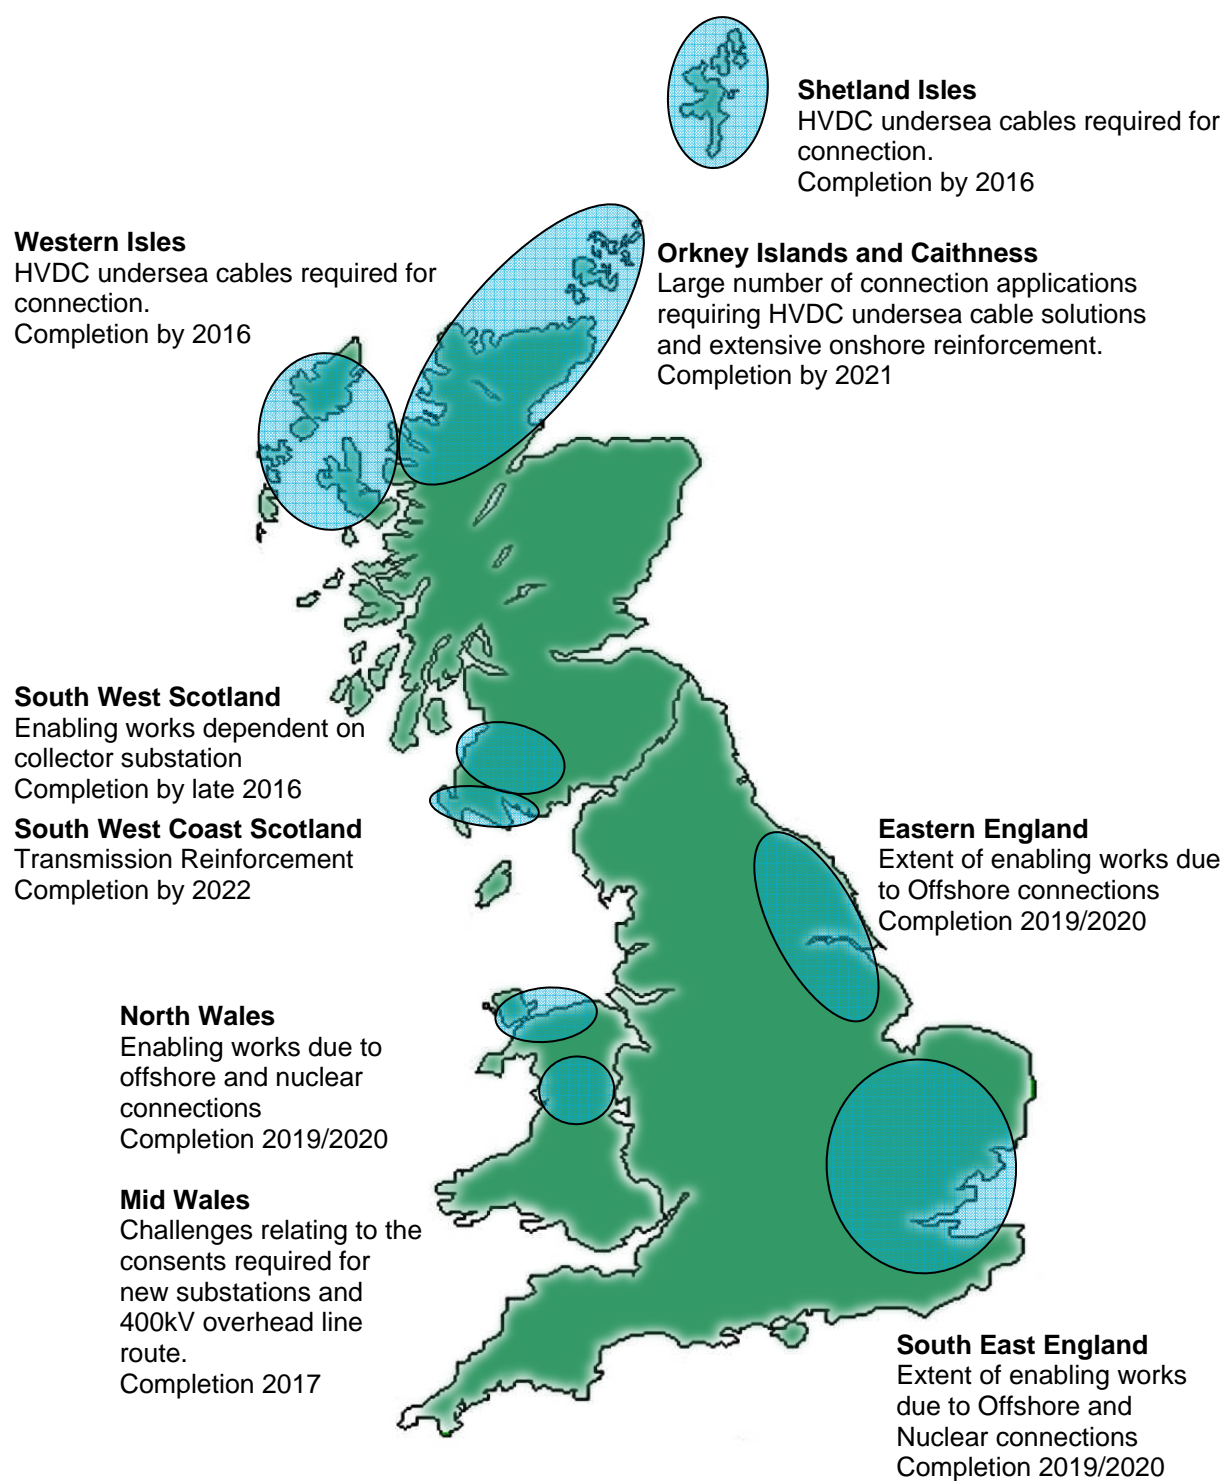 Shetland Isles
HVDC undersea cables required for
connection.
Completion by 2016
Western Isles
HVDC undersea cables required for
connection.
Completion by 2016
Orkney Islands and Caithness
Large number of connection applications
requiring HVDC undersea cable solutions
and extensive onshore reinforcement.
Completion by 2021
South West Scotland
Enabling works dependent on
collector substation
Completion by late 2016
South West Coast Scotland
Transmission Reinforcement
Completion by 2022
Eastern England
Extent of enabling works due
to Offshore connections
Completion 2019/2020
North Wales
Enabling works due to
offshore and nuclear
connections
Completion 2019/2020
Mid Wales
Challenges relating to the
consents required for
new substations and
400kV overhead line
route.
Completion 2017
South East England
Extent of enabling works
due to Offshore and
Nuclear connections
Completion 2019/2020